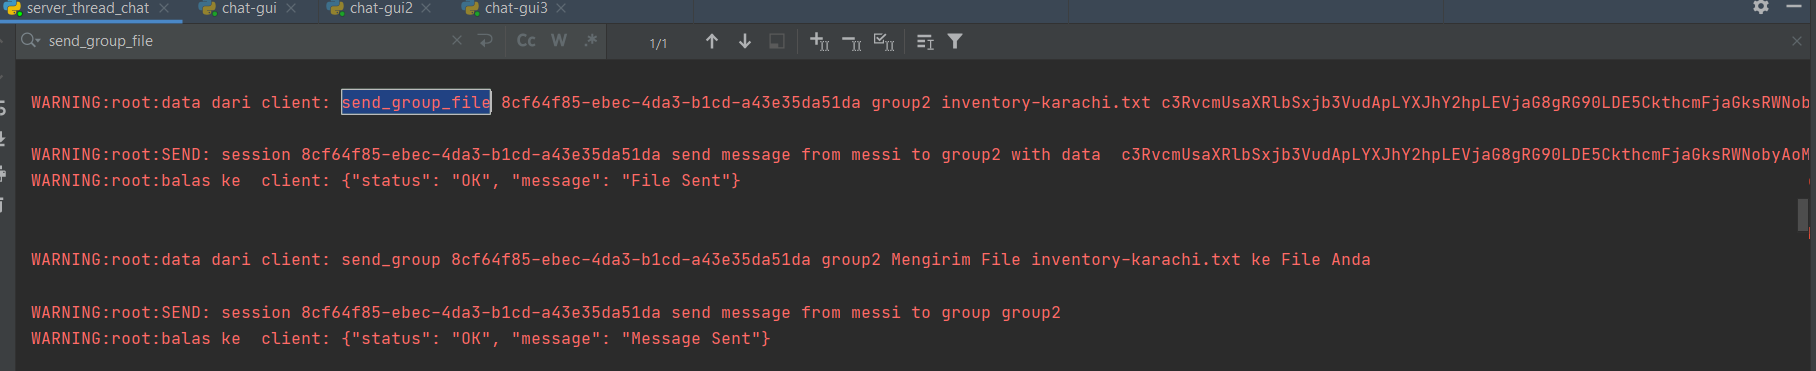 server_thread_chat chat-gui chat-gui2 chat-gui3
send_group_file Cc W .* 1/1
WARNING:root:data dari client: send_group_file 8cf64f85-ebec-4da3-b1cd-a43e35da51da group2 inventory-karachi.txt c3RvcmUsaXRlbSxjb3VudApLYXJhY2hpLEVjaG8gRG90LDE5CkthcmFjaGksRWNob
WARNING:root:SEND: session 8cf64f85-ebec-4da3-b1cd-a43e35da51da send message from messi to group2 with data  c3RvcmUsaXRlbSxjb3VudApLYXJhY2hpLEVjaG8gRG90LDE5CkthcmFjaGksRWNobyAoM
WARNING:root:balas ke  client: {"status": "OK", "message": "File Sent"}
WARNING:root:data dari client: send_group 8cf64f85-ebec-4da3-b1cd-a43e35da51da group2 Mengirim File inventory-karachi.txt ke File Anda
WARNING:root:SEND: session 8cf64f85-ebec-4da3-b1cd-a43e35da51da send message from messi to group group2
WARNING:root:balas ke  client: {"status": "OK", "message": "Message Sent"}